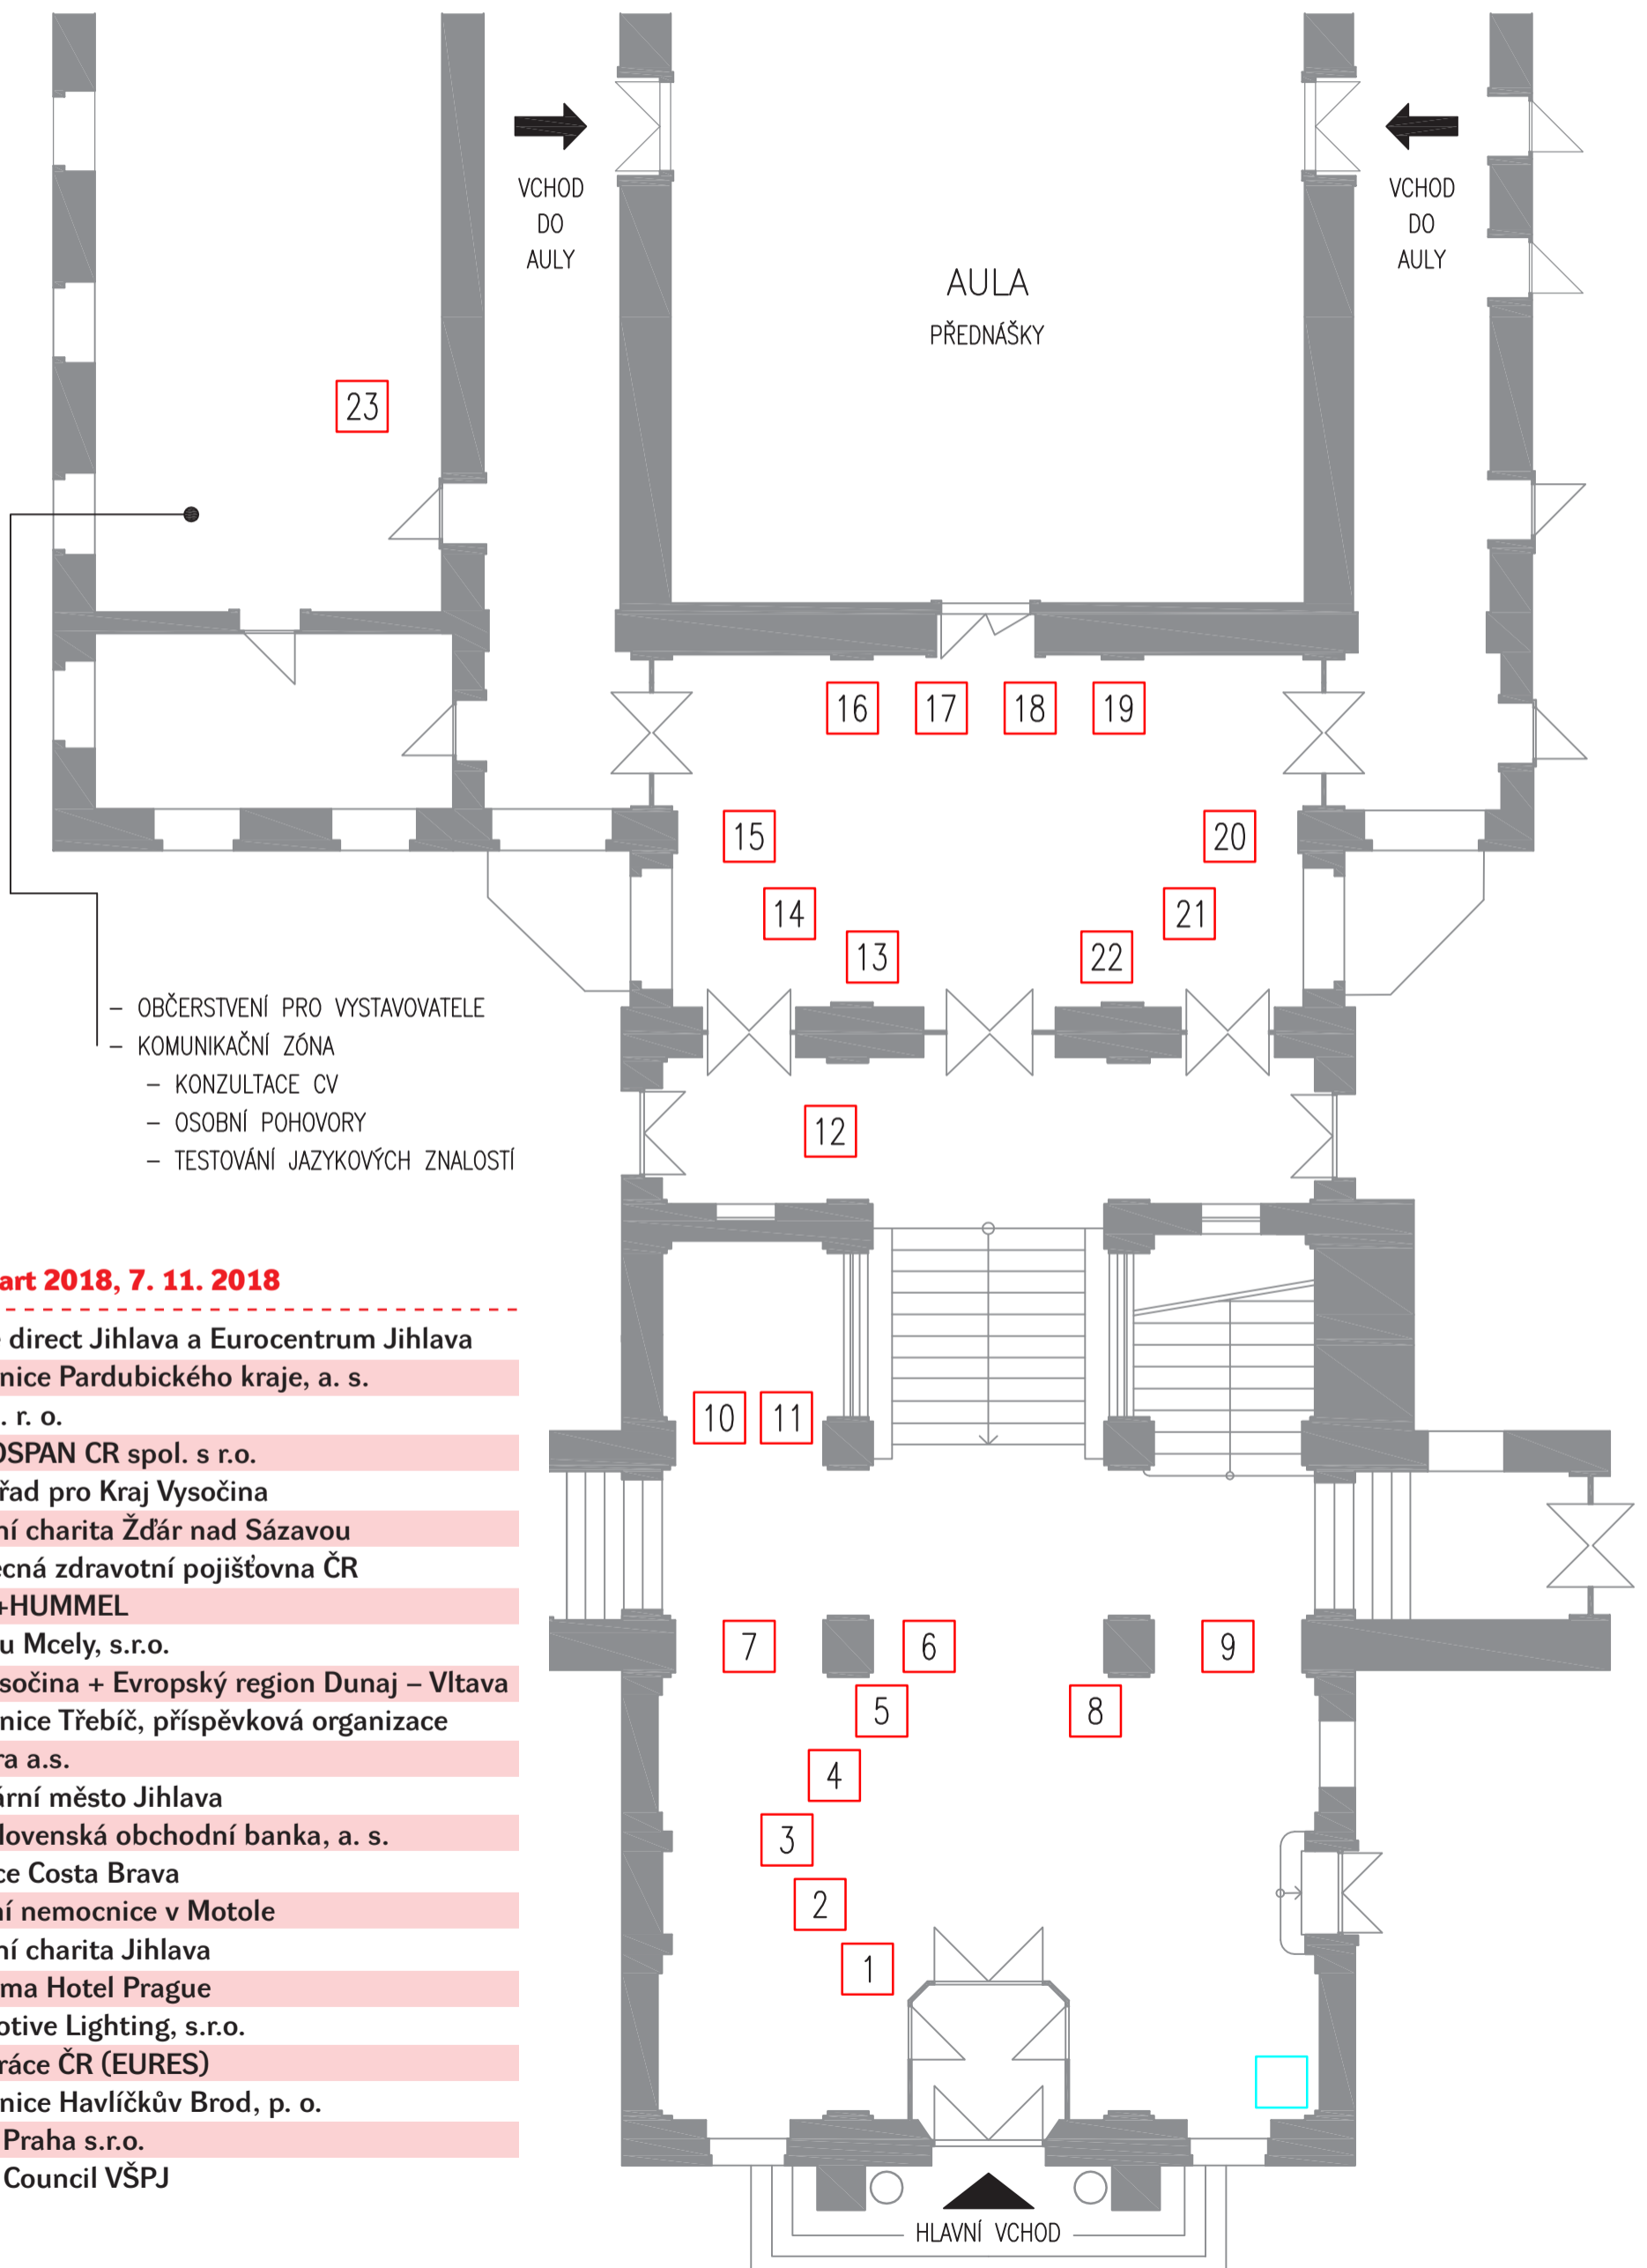 VCHOD
DO
AULY
VCHOD
DO
AULY
AULA
PŘEDNÁŠKY
23
16 17 18 19
15 20
14 21
13 22
– OBČERSTVENÍ PRO VYSTAVOVATELE
– KOMUNIKAČNÍ ZÓNA
– KONZULTACE CV
– OSOBNÍ POHOVORY
– TESTOVÁNÍ JAZYKOVÝCH ZNALOSTÍ
12
art 2018, 7. 11. 2018
direct Jihlava a Eurocentrum Jihlava
nice Pardubického kraje, a. s.
. r. o.
OSPAN CR spol. s r.o.
řad pro Kraj Vysočina
ní charita Žďár nad Sázavou
ecná zdravotní pojišťovna ČR
+HUMMEL
u Mcely, s.r.o.
sočina + Evropský region Dunaj – Vltava
nice Třebíč, příspěvková organizace
ra a.s.
ární město Jihlava
lovenská obchodní banka, a. s.
ce Costa Brava
ní nemocnice v Motole
ní charita Jihlava
ma Hotel Prague
otive Lighting, s.r.o.
ráce ČR (EURES)
nice Havlíčkův Brod, p. o.
Praha s.r.o.
Council VŠPJ
10 11
7 6 9
5 8
4
3
2
1
HLAVNÍ VCHOD